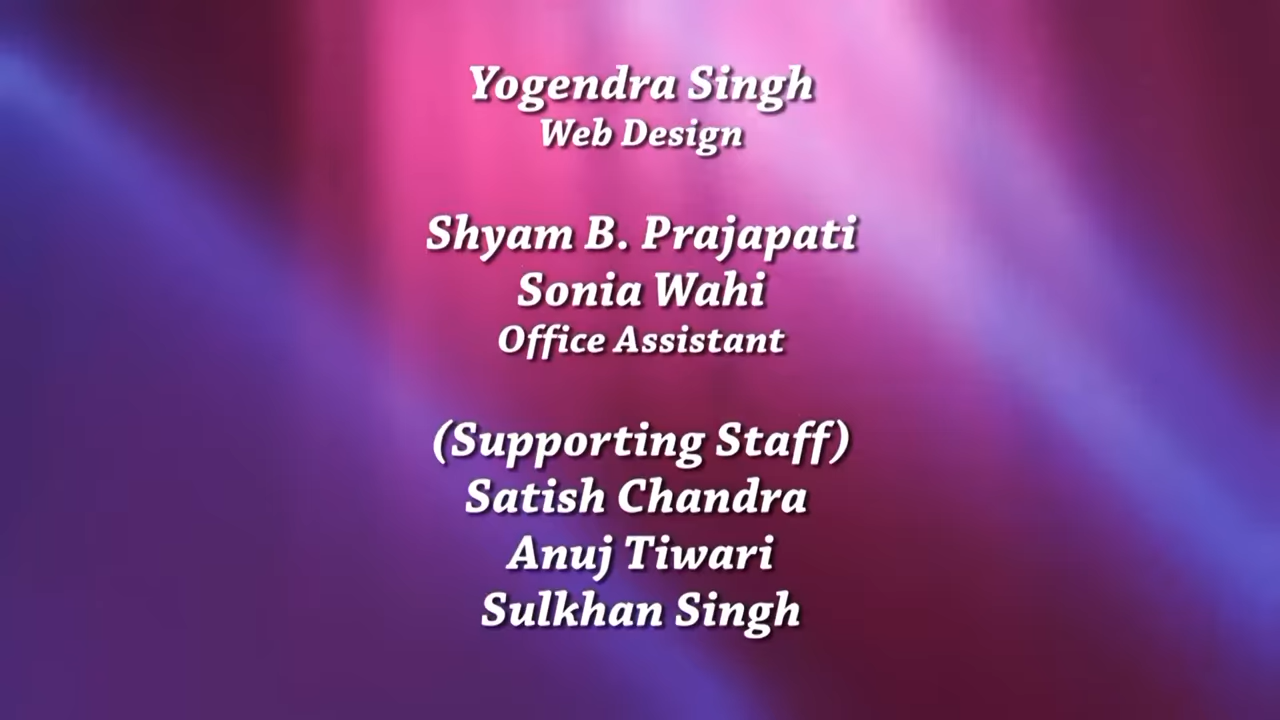 Yogendra Singh
Web Design
Shyam B. Prajapati
Sonia Wahi
Office Assistant
(Supporting Staff)
Satish Chandra
Anuj Tiwari
Sulkhan Singh